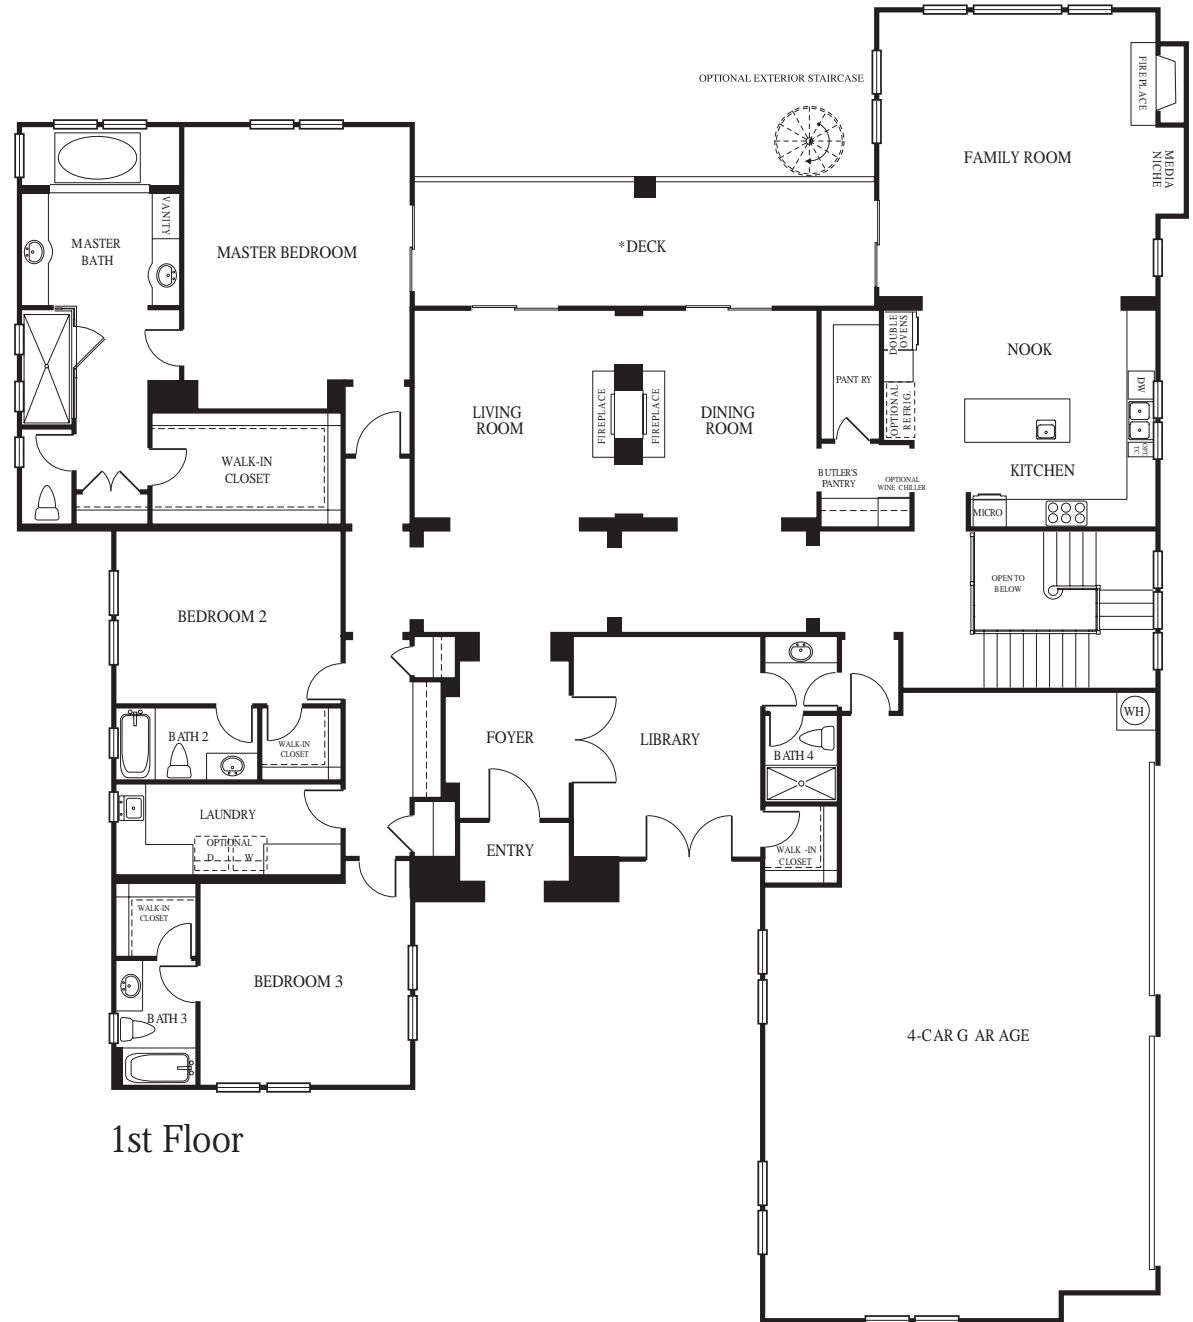 OPTIONAL EXTERIOR STAIRCASE
FIREPLACE
FAMILY ROOM
MEDIA
NICHE
VANITY
MASTER
BATH
MASTER BEDROOM
*DECK
DOUBLE
OVENS
NOOK
PANTRY
DW
OPTIONAL
REFRIG.
LIVING
ROOM
FIREPLACE
FIREPLACE
DINING
ROOM
OPT
TC
WALK-IN
CLOSET
BUTLER'S
PANTRY
OPTIONAL
WINE CHILLER
KITCHEN
MICRO
OPEN TO
BELOW
BEDROOM 2
BATH 2
WALK-IN
CLOSET
FOYER
LIBRARY
WH
BATH 4
LAUNDRY
OPTIONAL
D W
ENTRY
WALK -IN
CLOSET
WALK-IN
CLOSET
BEDROOM 3
BATH 3
4-CAR G AR AGE
1st Floor